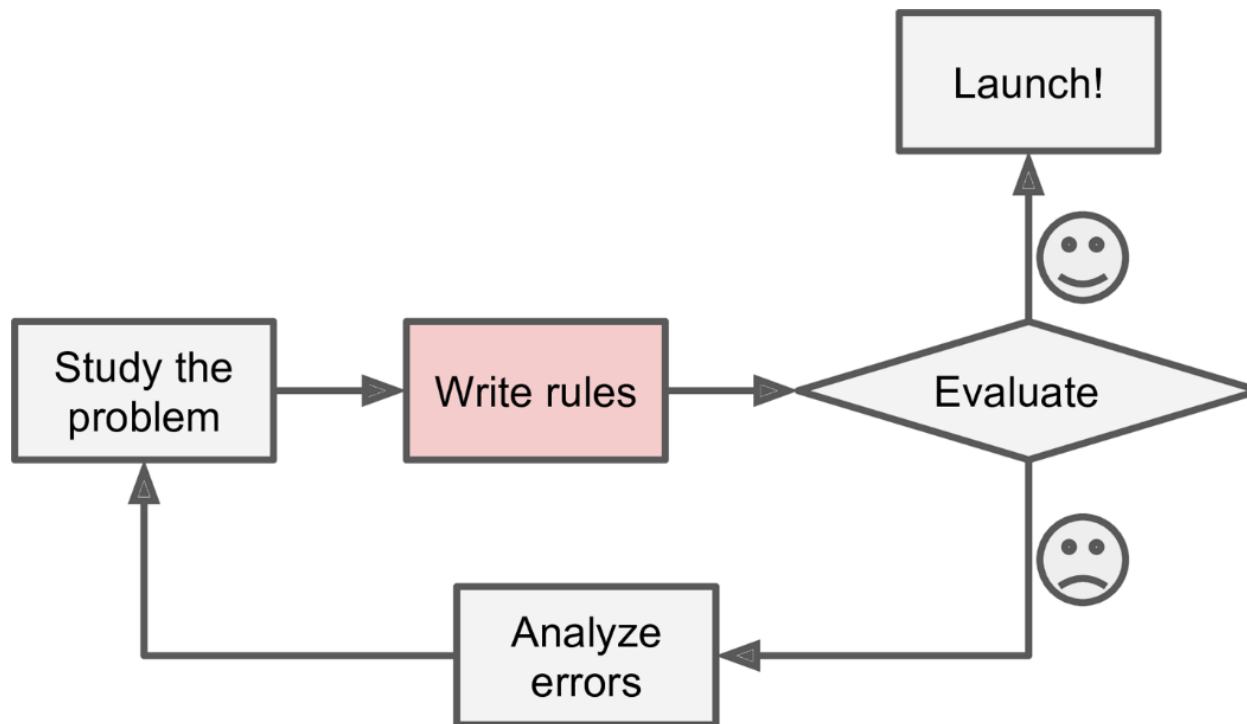 Launch!
Study the
problem
Write rules
Evaluate
Analyze
errors